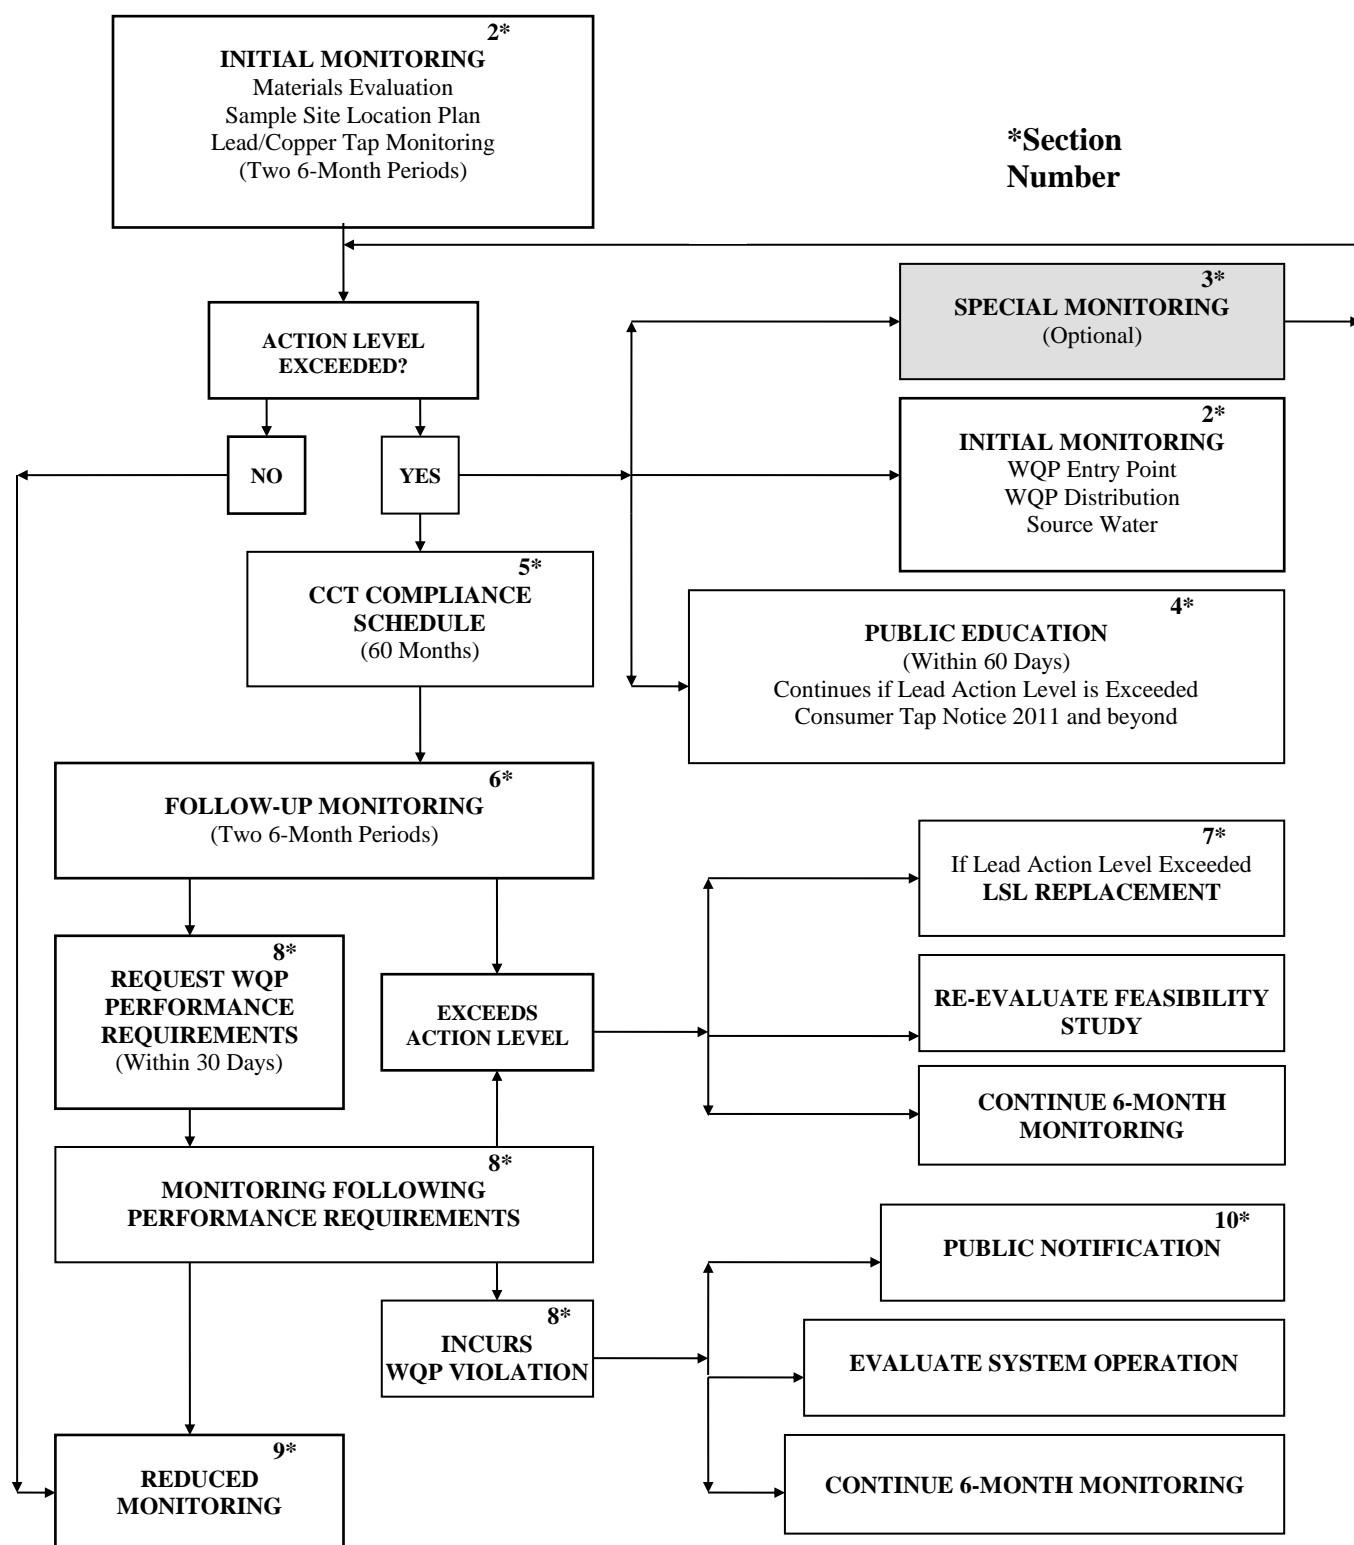 2*
INITIAL MONITORING
Materials Evaluation
Sample Site Location Plan
Lead/Copper Tap Monitoring
(Two 6-Month Periods)
*Section
Number
3*
SPECIAL MONITORING
(Optional)
ACTION LEVEL
EXCEEDED?
2*
INITIAL MONITORING
WQP Entry Point
WQP Distribution
Source Water
NO
YES
5*
CCT COMPLIANCE
SCHEDULE
(60 Months)
4*
PUBLIC EDUCATION
(Within 60 Days)
Continues if Lead Action Level is Exceeded
Consumer Tap Notice 2011 and beyond
6*
FOLLOW-UP MONITORING
(Two 6-Month Periods)
7*
If Lead Action Level Exceeded
LSL REPLACEMENT
8*
REQUEST WQP
PERFORMANCE
REQUIREMENTS
(Within 30 Days)
EXCEEDS
ACTION LEVEL
RE-EVALUATE FEASIBILITY
STUDY
CONTINUE 6-MONTH
MONITORING
8*
MONITORING FOLLOWING
PERFORMANCE REQUIREMENTS
10*
PUBLIC NOTIFICATION
8*
INCURS
WQP VIOLATION
EVALUATE SYSTEM OPERATION
9*
REDUCED
MONITORING
CONTINUE 6-MONTH MONITORING